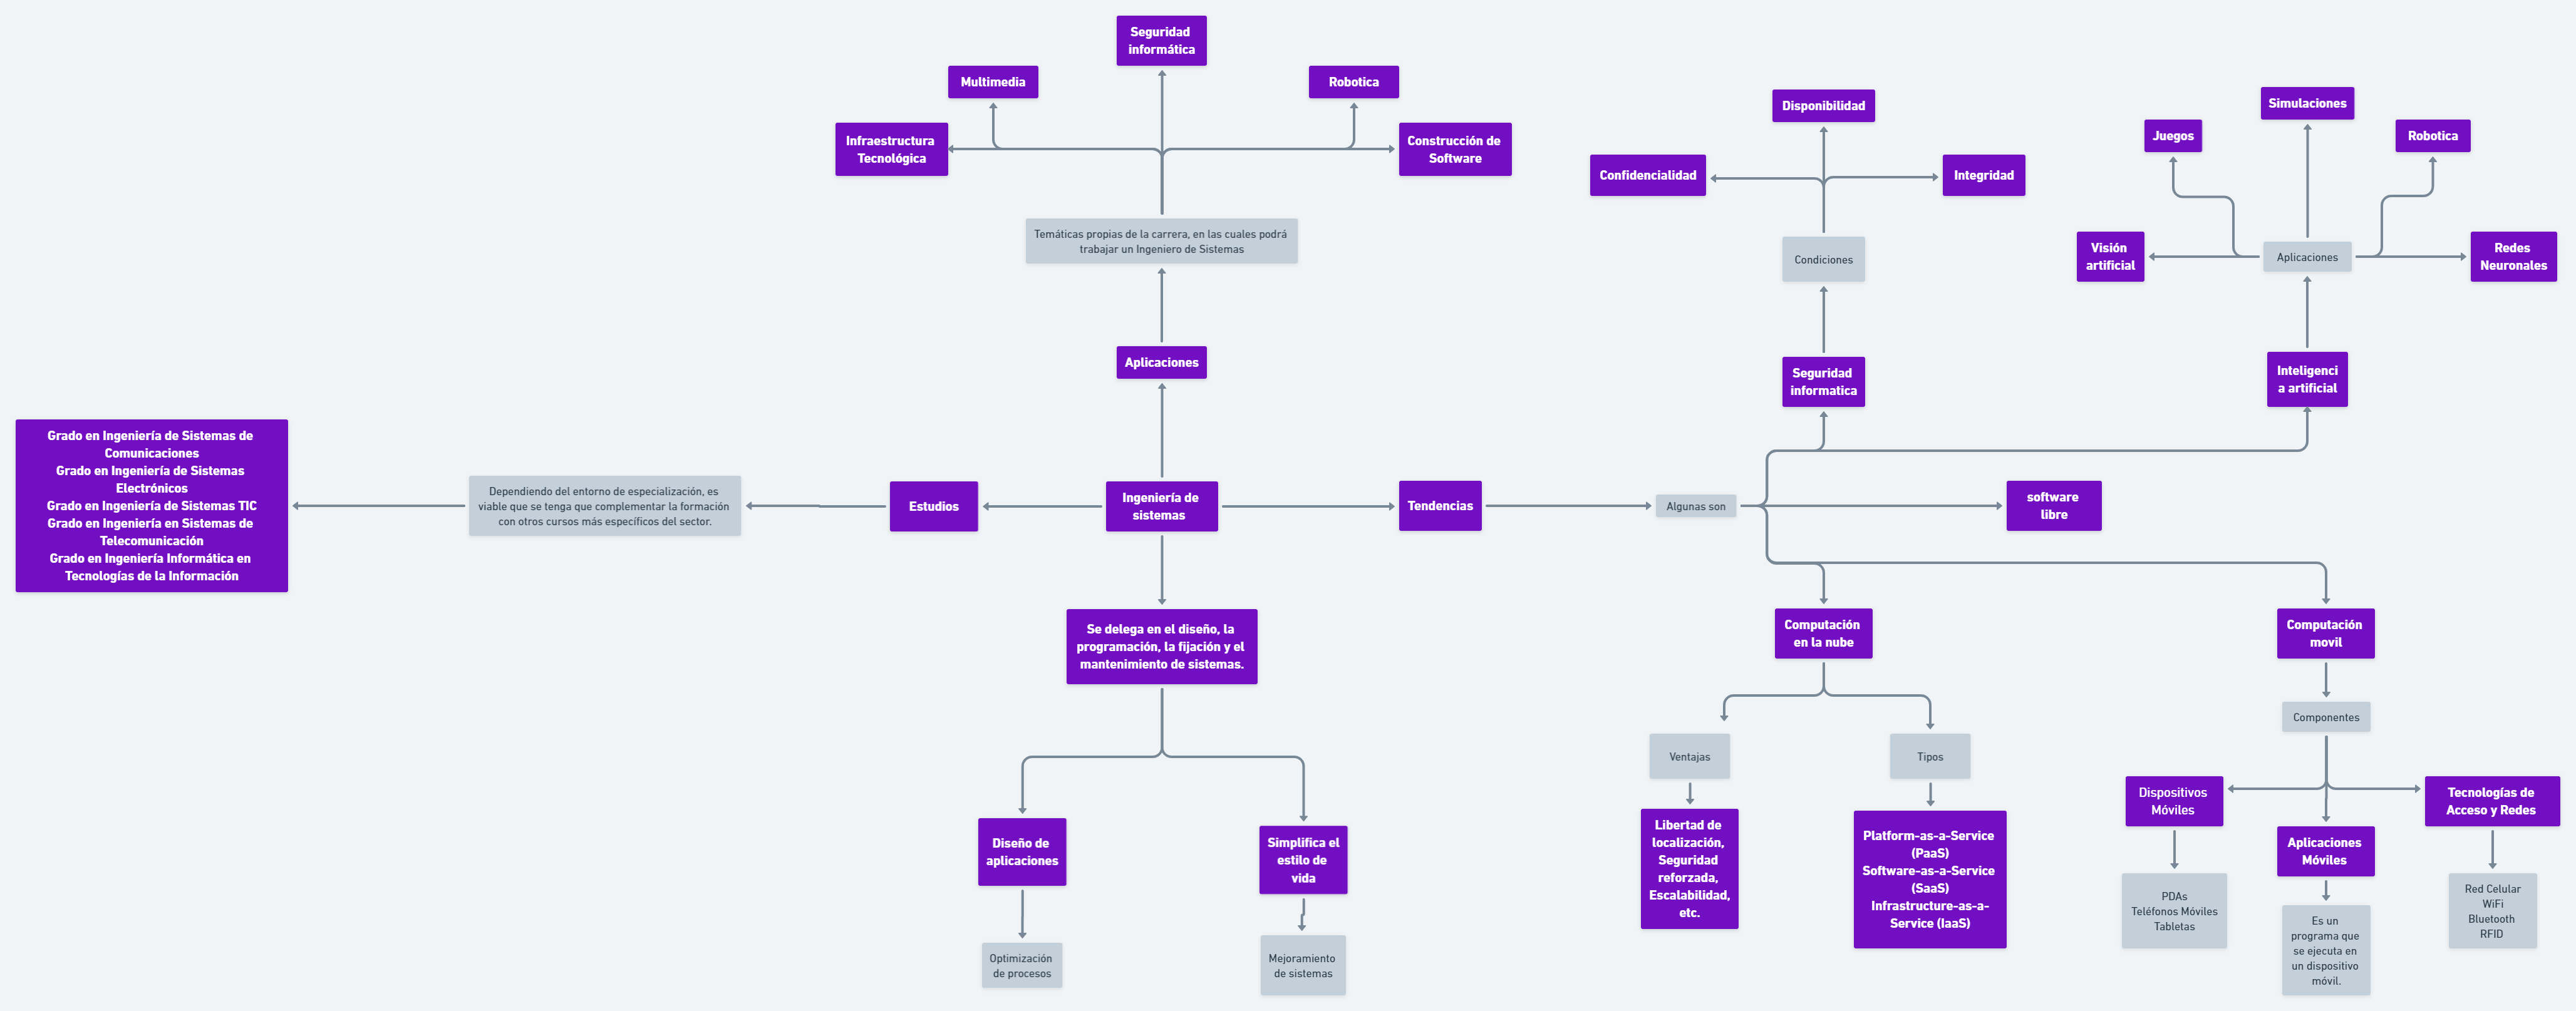 Seguridad
informática
Multimedia
Robotica
Infraestructura
Tecnológica
Construcción de
Software
Temáticas propias de la carrera, en las cuales podrá
trabajar un Ingeniero de Sistemas
Aplicaciones
Grado en Ingeniería de Sistemas de
Comunicaciones
Grado en Ingeniería de Sistemas
Electrónicos
Grado en Ingeniería de Sistemas TIC
Grado en Ingeniería en Sistemas de
Telecomunicación
Grado en Ingeniería Informática en
Tecnologías de la Información
Dependiendo del entorno de especialización, es
viable que se tenga que complementar la formación
con otros cursos más específicos del sector.
Estudios
Ingeniería de
sistemas
Tendencias
Algunas son
Se delega en el diseño, la
programación, la fijación y el
mantenimiento de sistemas.
Diseño de
aplicaciones
Simplifica el
estilo de
vida
Optimización
de procesos
Mejoramiento
de sistemas
Disponibilidad
Confidencialidad
Integridad
Condiciones
Seguridad
informatica
Simulaciones
Juegos
Robotica
Visión
artificial
Aplicaciones
Redes
Neuronales
Inteligenci
a artificial
software
libre
Computación
en la nube
Ventajas
Tipos
Libertad de
localización,
Seguridad
reforzada,
Escalabilidad,
etc.
Platform-as-a-Service
(PaaS)
Software-as-a-Service
(SaaS)
Infrastructure-as-a-
Service (IaaS)
Computación
movil
Componentes
Dispositivos
Móviles
Aplicaciones
Móviles
Tecnologías de
Acceso y Redes
PDAs
Teléfonos Móviles
Tabletas
Es un
programa que
se ejecuta en
un dispositivo
móvil.
Red Celular
WiFi
Bluetooth
RFID